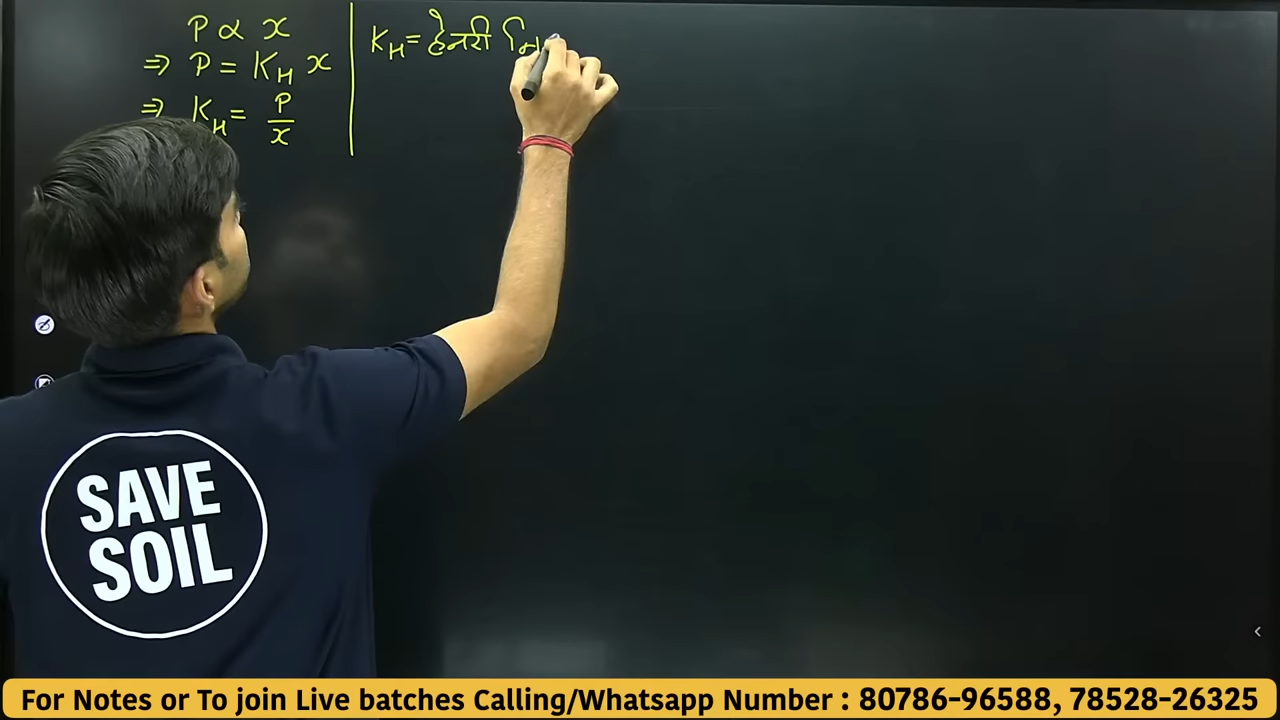 P ∝ x
⇒ P = K_H x
⇒ K_H = P/x
K_H = हेनरी
SAVE
SOIL
For Notes or To join Live batches Calling/Whatsapp Number : 80786-96588, 78528-26325